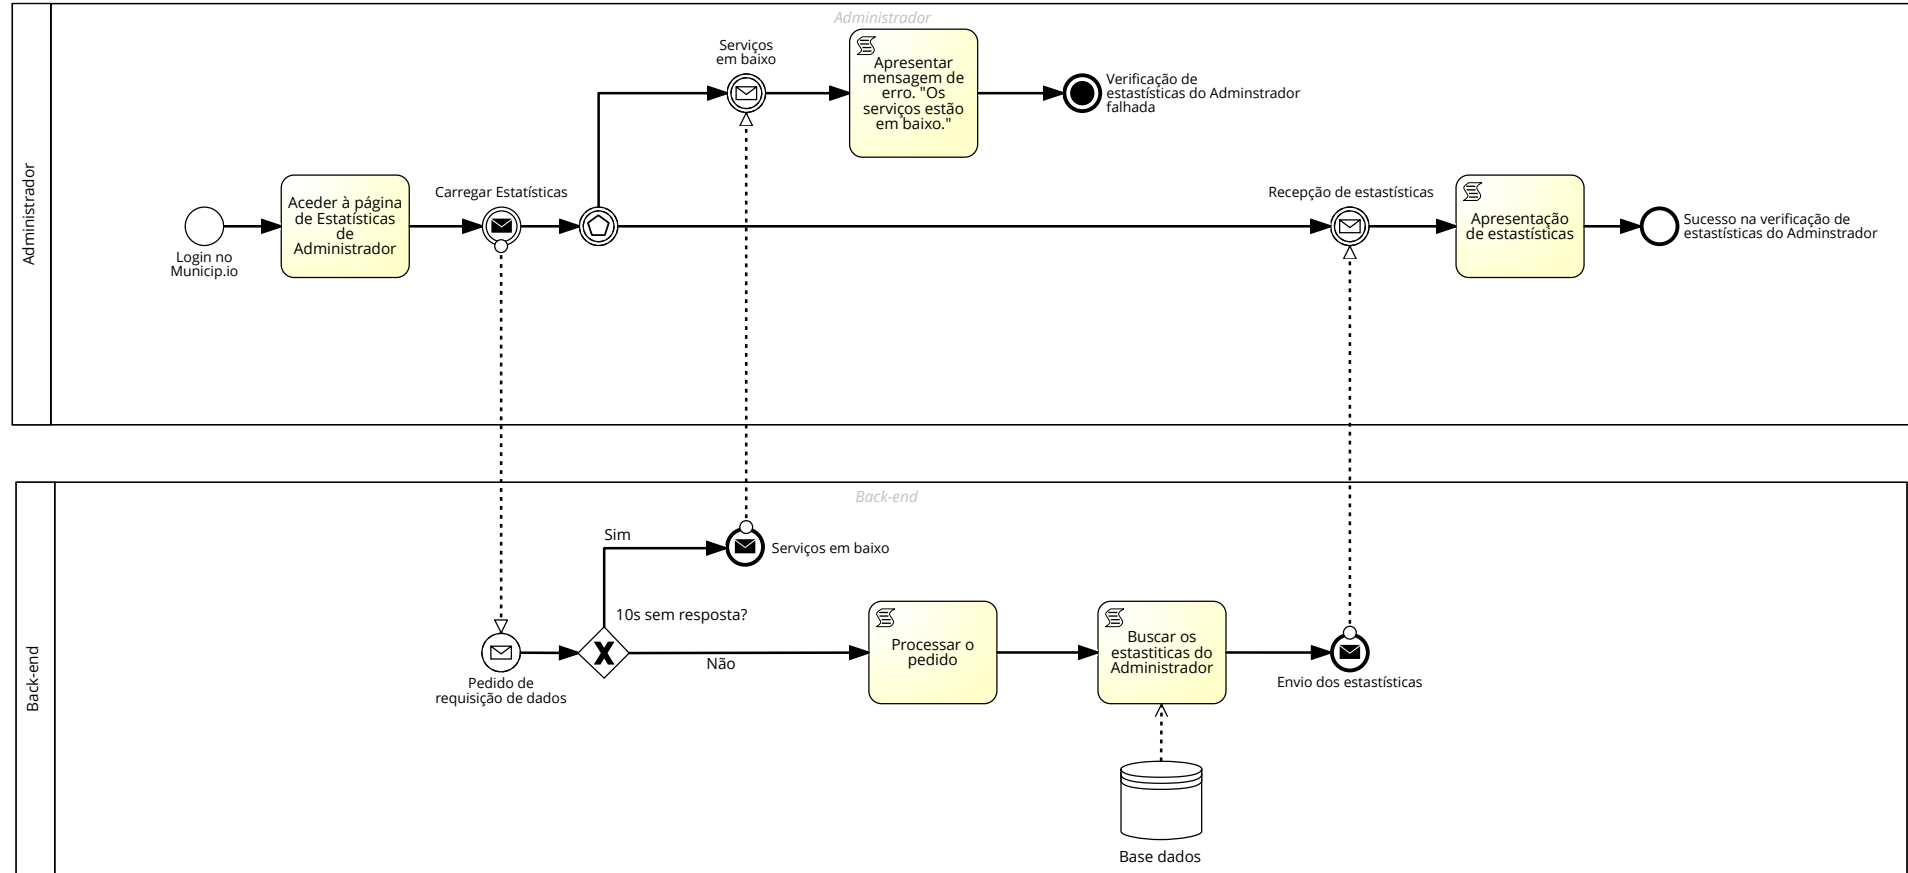 Administrador
Administrador
Serviços
em baixo
Apresentar
mensagem de
erro. "Os
serviços estão
em baixo."
Verificação de
estastísticas do Adminstrador
falhada
Login no
Municip.io
Aceder à página
de Estatísticas
de
Administrador
Carregar Estatísticas
Recepção de estastísticas
Apresentação
de estastísticas
Sucesso na verificação de
estastísticas do Adminstrador
Back-end
Back-end
Sim
Serviços em baixo
10s sem resposta?
Não
Pedido de
requisição de dados
Processar o
pedido
Buscar os
estastiticas do
Administrador
Envio dos estastísticas
Base dados